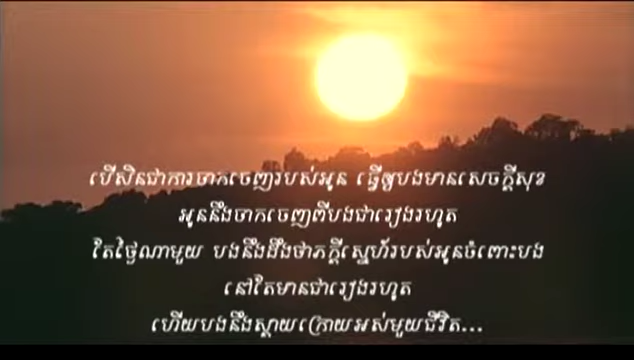 បើសិនជាការចាកចេញរបស់អូន ធ្វើឲ្យបងមានសេចក្ដីសុខ
អូននឹងចាកចេញពីបងជារៀងរហូត
តែថ្ងៃណាមួយ បងនឹងដឹងថាភក្ដីស្នេហ៍របស់អូនចំពោះបង
នៅតែមានជារៀងរហូត
ហើយបងនឹងស្ដាយក្រោយអស់មួយជីវិត...